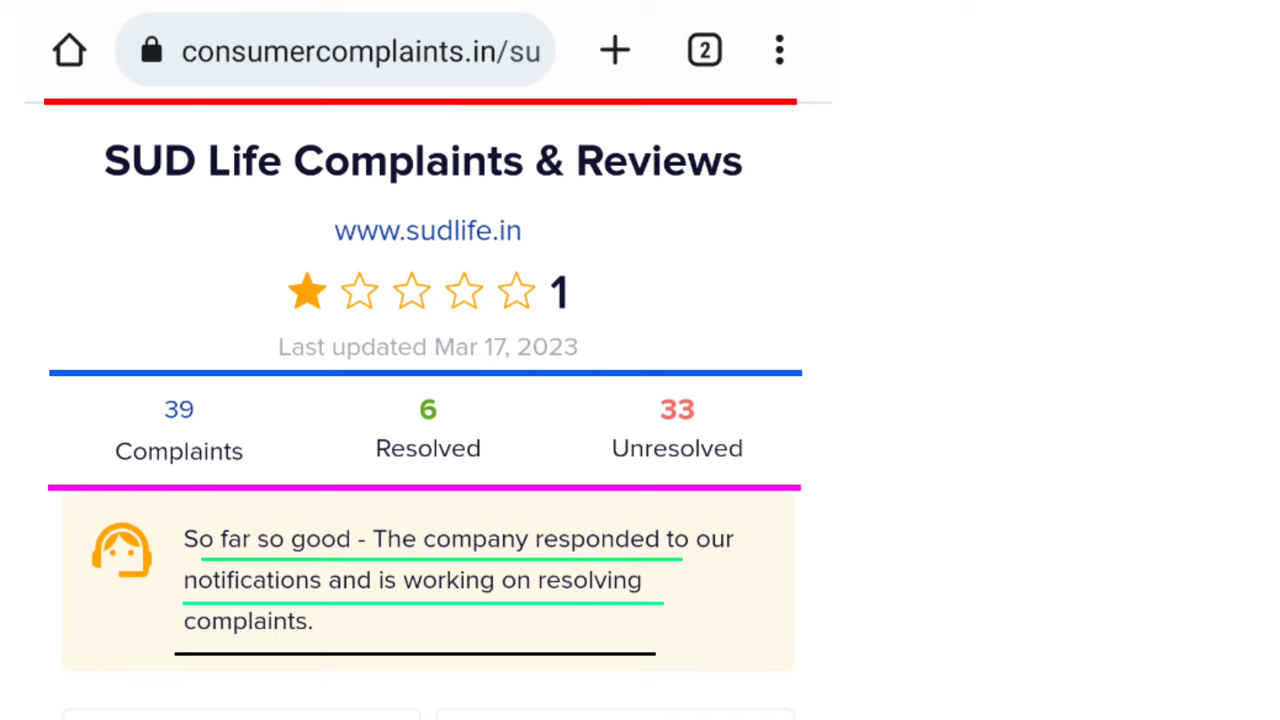 consumercomplaints.in/su
2
SUD Life Complaints & Reviews
www.sudlife.in
1
Last updated Mar 17, 2023
39
6
33
Complaints
Resolved
Unresolved
So far so good - The company responded to our
notifications and is working on resolving
complaints.